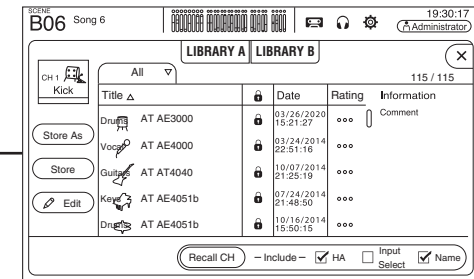 SCENE
B06 Song 6
19:30:17
Administrator
LIBRARY A LIBRARY B
CH 1
Kick
All
115 / 115
Title Date Rating Information
Comment
Drums AT AE3000 03/26/2020 15:21:27
Vocal AT AE4000 03/24/2014 22:51:16
Guitars AT AT4040 10/07/2014 21:25:19
Keys AT AE4051b 07/24/2014 21:48:50
Drums AT AE4051b 10/16/2014 15:50:15
Store As
Store
Edit
Recall CH – Include – HA Input Select Name